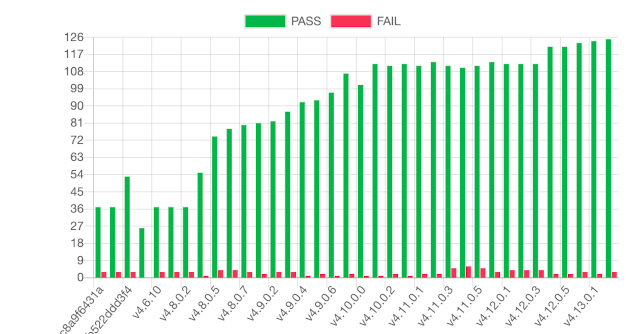 PASS FAIL
126
117
108
99
90
81
72
63
54
45
36
27
18
9
0
c8a9f6431a
b522ddd3f4
v4.6.10
v4.8.0.2
v4.8.0.5
v4.8.0.7
v4.9.0.2
v4.9.0.4
v4.9.0.6
v4.10.0.0
v4.10.0.2
v4.11.0.1
v4.11.0.3
v4.11.0.5
v4.12.0.1
v4.12.0.3
v4.12.0.5
v4.13.0.1